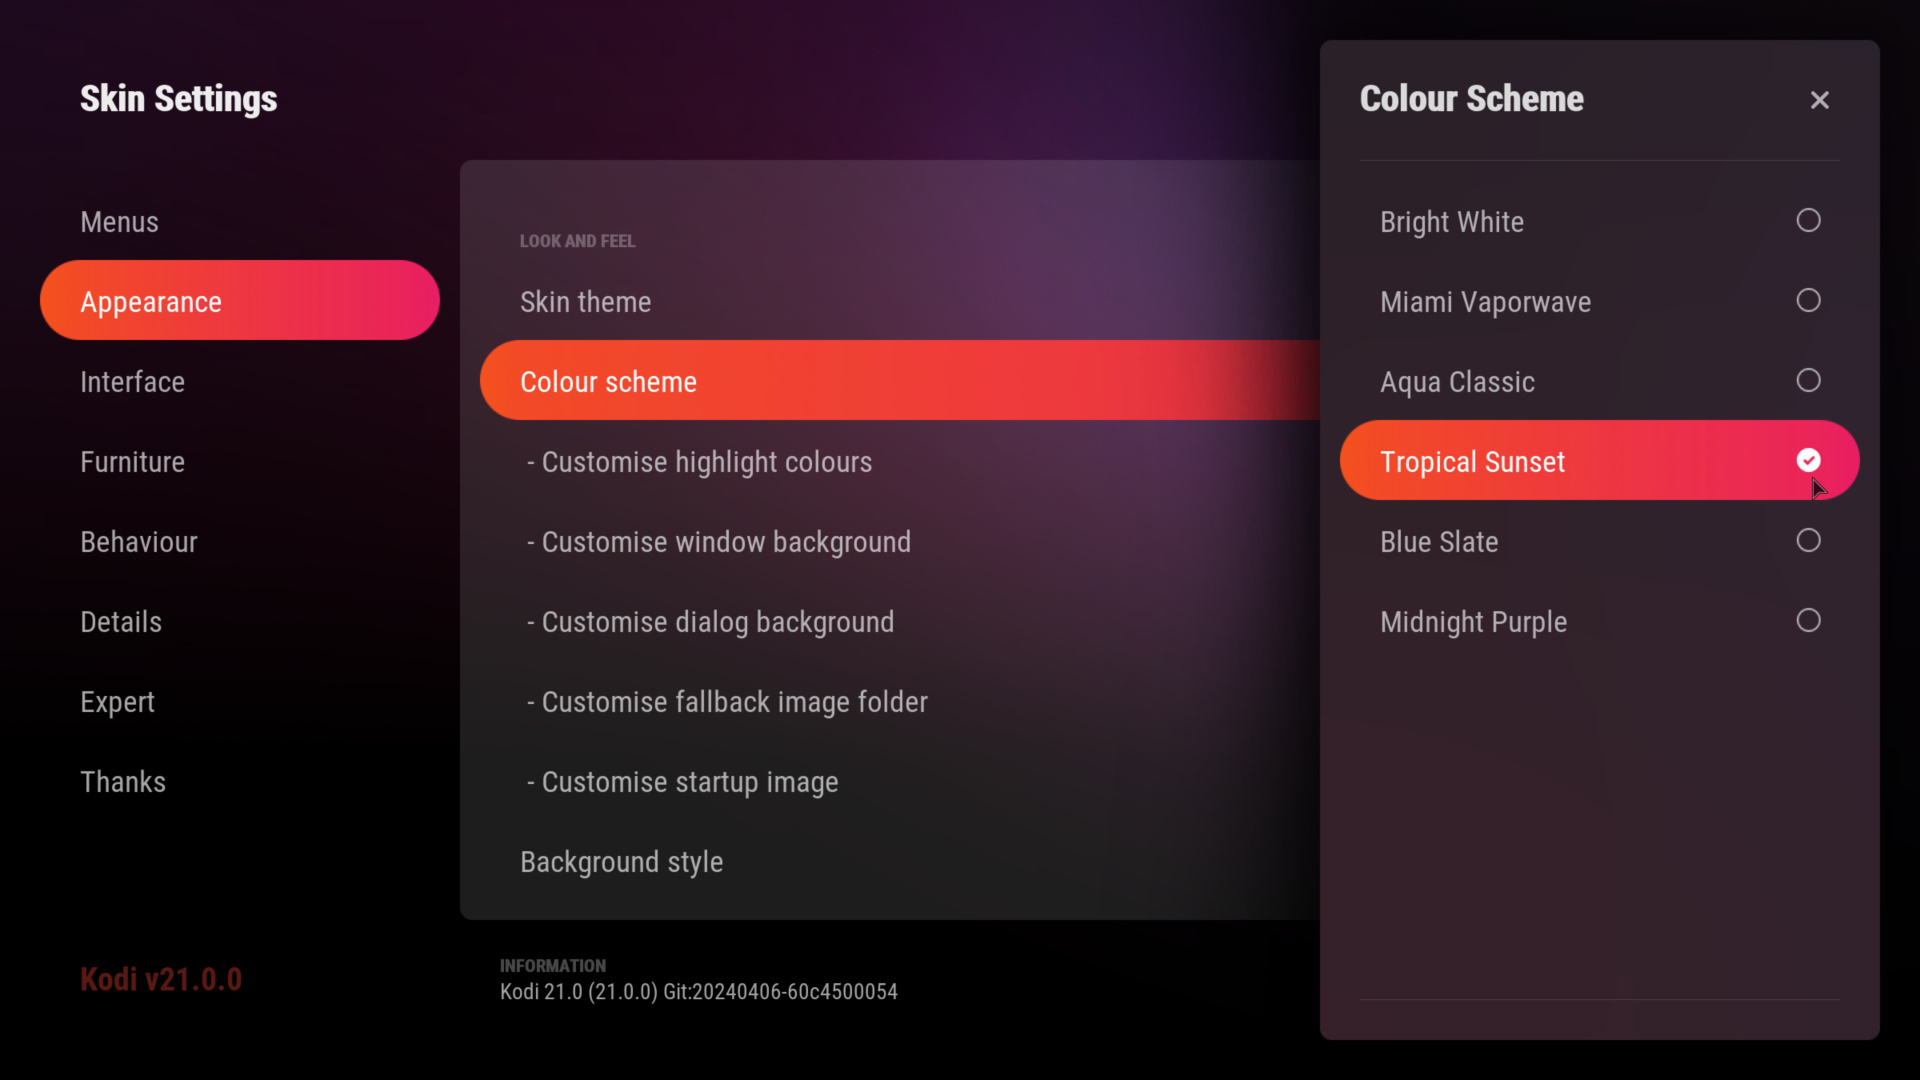 Skin Settings
Menus
Appearance
Interface
Furniture
Behaviour
Details
Expert
Thanks
Kodi v21.0.0
LOOK AND FEEL
Skin theme
Colour scheme
- Customise highlight colours
- Customise window background
- Customise dialog background
- Customise fallback image folder
- Customise startup image
Background style
INFORMATION
Kodi 21.0 (21.0.0) Git:20240406-60c4500054
Colour Scheme
Bright White
Miami Vaporwave
Aqua Classic
Tropical Sunset
Blue Slate
Midnight Purple